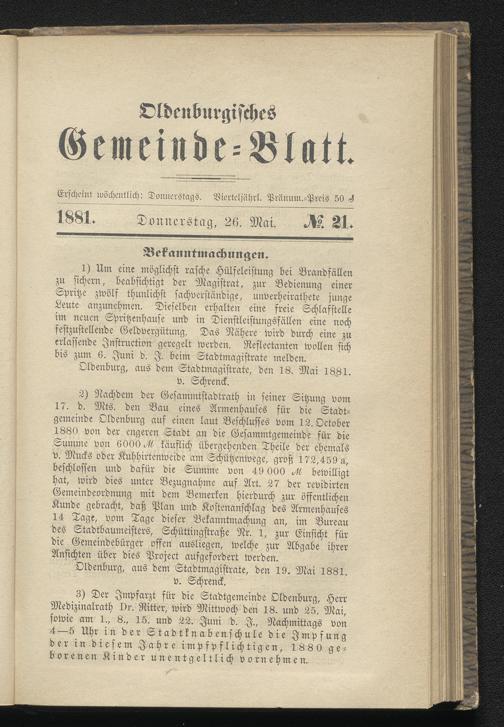 Oldenburgisches
Gemeinde-Blatt.
Erscheint wöchentlich: Donnerstags. Vierteljährl. Pränum.-Preis 50 ₰
1881. Donnerstag, 26. Mai. № 21.
Bekanntmachungen.
1) Um eine möglichst rasche Hülfeleistung bei Brandfällen
zu sichern, beabsichtigt der Magistrat, zur Bedienung einer
Spritze zwölf thunlichst sachverständige, unverheirathete junge
Leute anzunehmen. Dieselben erhalten eine freie Schlafstelle
im neuen Spritzenhause und in Dienstleistungsfällen eine noch
festzustellende Geldvergütung. Das Nähere wird durch eine zu
erlassende Instruction geregelt werden. Reflectanten wollen sich
bis zum 6. Juni d. J. beim Stadtmagistrate melden.
Oldenburg, aus dem Stadtmagistrate, den 18. Mai 1881.
v. Schrenck.
2) Nachdem der Gesammtstadtrath in seiner Sitzung vom
17. d. Mts. den Bau eines Armenhauses für die Stadt-
gemeinde Oldenburg auf einen laut Beschlusses vom 12. October
1880 von der engeren Stadt an die Gesammtgemeinde für die
Summe von 6000 ℳ käuflich übergehenden Theile der ehemals
v. Mucks oder Kuhhirtenweide am Schützenwege, groß 172,459 a,
beschlossen und dafür die Summe von 49 000 ℳ bewilligt
hat, wird dies unter Bezugnahme auf Art. 27 der revidirten
Gemeindeordnung mit dem Bemerken hierdurch zur öffentlichen
Kunde gebracht, daß Plan und Kostenanschlag des Armenhauses
14 Tage, vom Tage dieser Bekanntmachung an, im Bureau
des Stadtbaumeisters, Schüttingstraße Nr. 1, zur Einsicht für
die Gemeindebürger offen ausliegen, welche zur Abgabe ihrer
Ansichten über dies Project aufgefordert werden.
Oldenburg, aus dem Stadtmagistrate, den 19. Mai 1881.
v. Schrenck.
3) Der Impfarzt für die Stadtgemeinde Oldenburg, Herr
Medizinalrath Dr. Ritter, wird Mittwoch den 18. und 25. Mai,
sowie am 1., 8., 15. und 22. Juni d. J., Nachmittags von
4—5 Uhr in der Stadtknabenschule die Impfung
der in diesem Jahre impfpflichtigen, 1880 ge-
borenen Kinder unentgeltlich vornehmen.